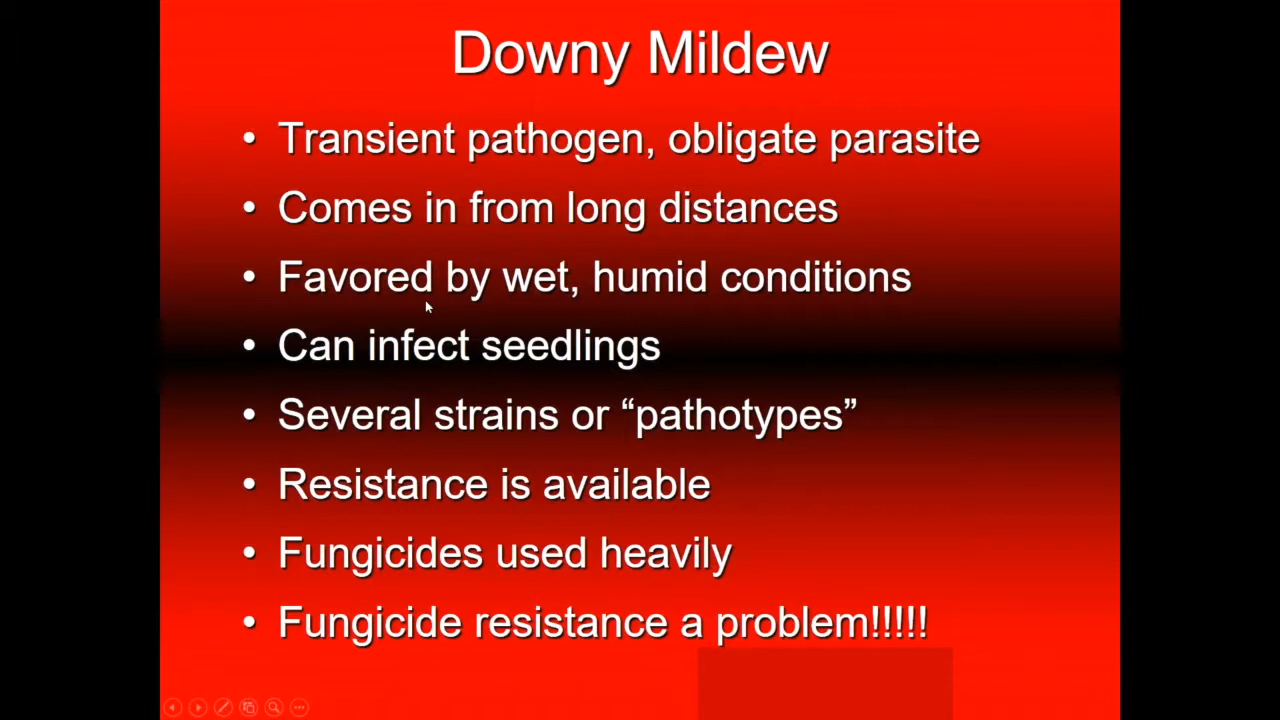 Downy Mildew
• Transient pathogen, obligate parasite
• Comes in from long distances
• Favored by wet, humid conditions
• Can infect seedlings
• Several strains or “pathotypes”
• Resistance is available
• Fungicides used heavily
• Fungicide resistance a problem!!!!!